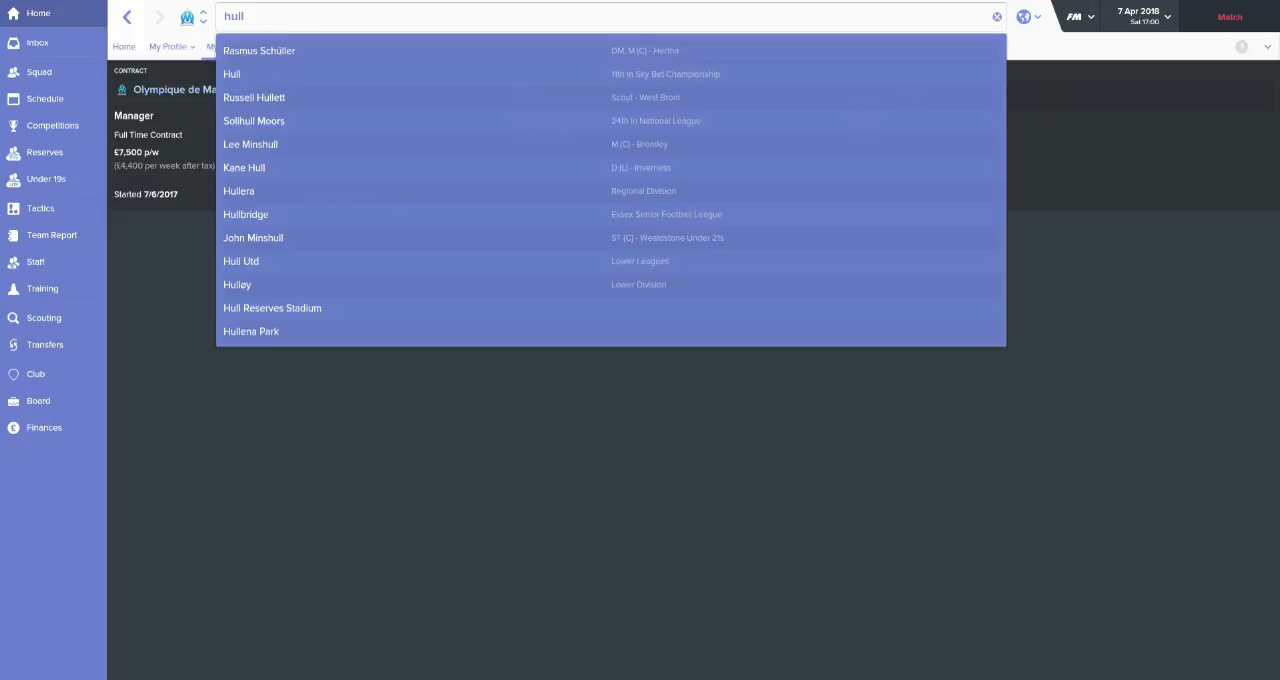 Home
hull
FM
7 Apr 2018
Sat 17:00
Match
Inbox
Home
My Profile
My
?
Rasmus Schüller
DM, M (C) - Hertha
Squad
CONTRACT
Hull
11th in Sky Bet Championship
Schedule
Olympique de Ma
Russell Hullett
Scout - West Brom
Competitions
Manager
Solihull Moors
24th in National League
Reserves
Full Time Contract
Lee Minshull
M (C) - Bromley
Under 19s
£7,500 p/w
(£4,400 per week after tax)
Kane Hull
D (L) - Inverness
Tactics
Started 7/6/2017
Hullera
Regional Division
Team Report
Hullbridge
Essex Senior Football League
Staff
John Minshull
ST (C) - Wealdstone Under 21s
Training
Hull Utd
Lower Leagues
Scouting
Hulløy
Lower Division
Transfers
Hull Reserves Stadium
Club
Hullena Park
Board
Finances